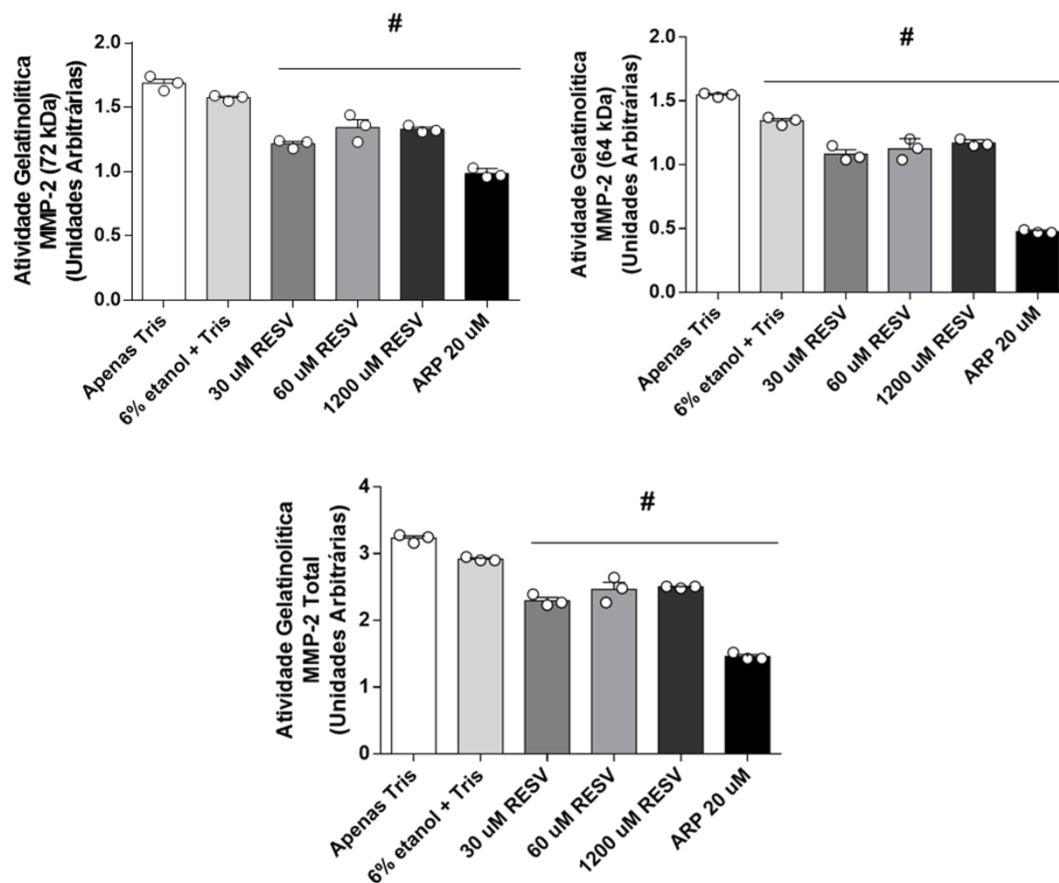 #
Atividade Gelatinolítica
MMP-2 (72 kDa)
(Unidades Arbitrárias)
2.0
1.5
1.0
0.5
0.0
Apenas Tris
6% etanol + Tris
30 uM RESV
60 uM RESV
1200 uM RESV
ARP 20 uM
#
Atividade Gelatinolítica
MMP-2 (64 kDa)
(Unidades Arbitrárias)
2.0
1.5
1.0
0.5
0.0
Apenas Tris
6% etanol + Tris
30 uM RESV
60 uM RESV
1200 uM RESV
ARP 20 uM
#
Atividade Gelatinolítica
MMP-2 Total
(Unidades Arbitrárias)
4
3
2
1
0
Apenas Tris
6% etanol + Tris
30 uM RESV
60 uM RESV
1200 uM RESV
ARP 20 uM